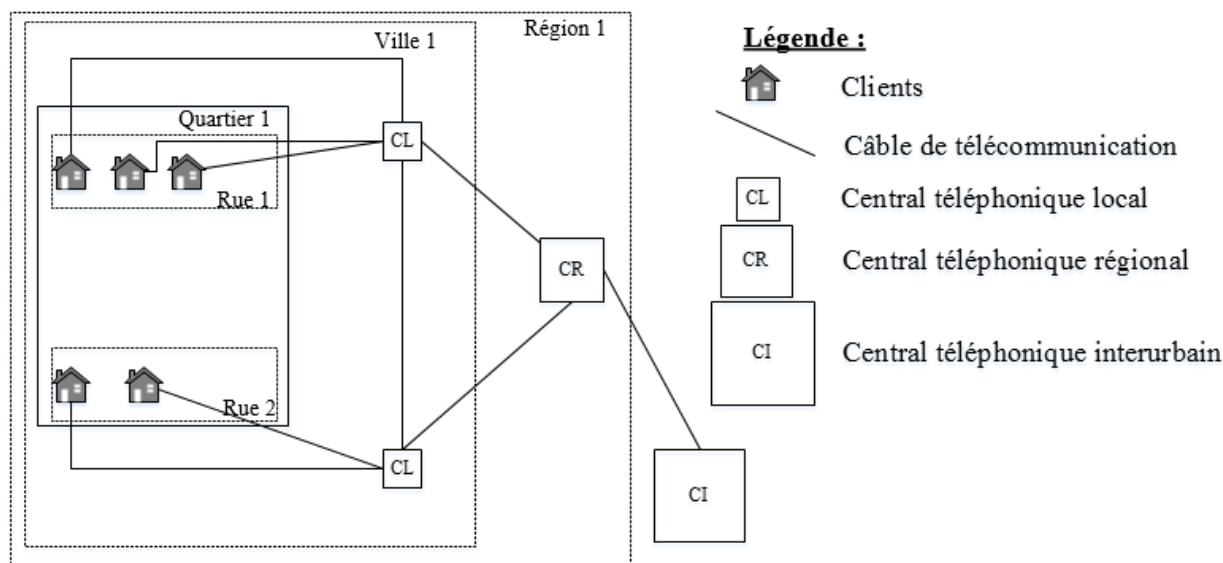 Région 1
Ville 1
Quartier 1
Rue 1
CL
CR
Rue 2
CL
CI
Légende :
Clients
Câble de télécommunication
CL Central téléphonique local
CR Central téléphonique régional
CI Central téléphonique interurbain